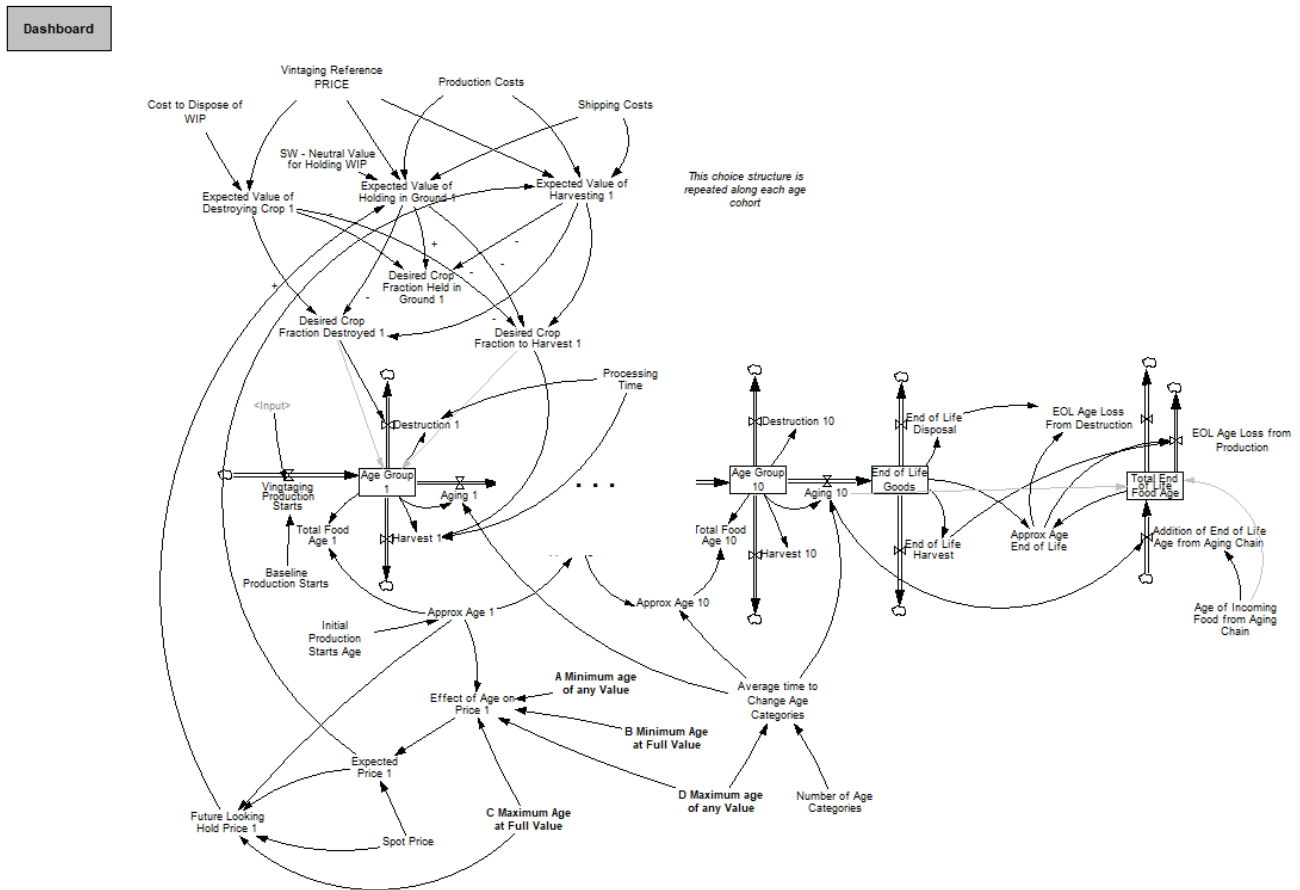 Dashboard
Vintaging Reference
PRICE
Production Costs
Cost to Dispose of
WIP
Shipping Costs
SW - Neutral Value
for Holding WIP
This choice structure is
repeated along each age
cohort
Expected Value of
Destroying Crop 1
Expected Value of
Holding in Ground 1
Expected Value of
Harvesting 1
-
+
-
-
-
-
Desired Crop
Fraction Held in
Ground 1
+
-
Desired Crop
Fraction Destroyed 1
Desired Crop
Fraction to Harvest 1
Processing
Time
<Input>
Destruction 1
Destruction 10
End of Life
Disposal
EOL Age Loss
From Destruction
EOL Age Loss from
Production
Vingtaging
Production
Starts
Age Group
1
Aging 1
. . .
Age Group
10
Aging 10
End of Life
Goods
Total End
of Life
Food Age
Total Food
Age 1
Harvest 1
Total Food
Age 10
Harvest 10
End of Life
Harvest
Approx Age
End of Life
Addition of End of Life
Age from Aging Chain
Baseline
Production Starts
Approx Age 1
Approx Age 10
Age of Incoming
Food from Aging
Chain
Initial
Production
Starts Age
A Minimum age
of any Value
Average time to
Change Age
Categories
Effect of Age on
Price 1
B Minimum Age
at Full Value
Expected
Price 1
D Maximum age
of any Value
Number of Age
Categories
Future Looking
Hold Price 1
C Maximum Age
at Full Value
Spot Price